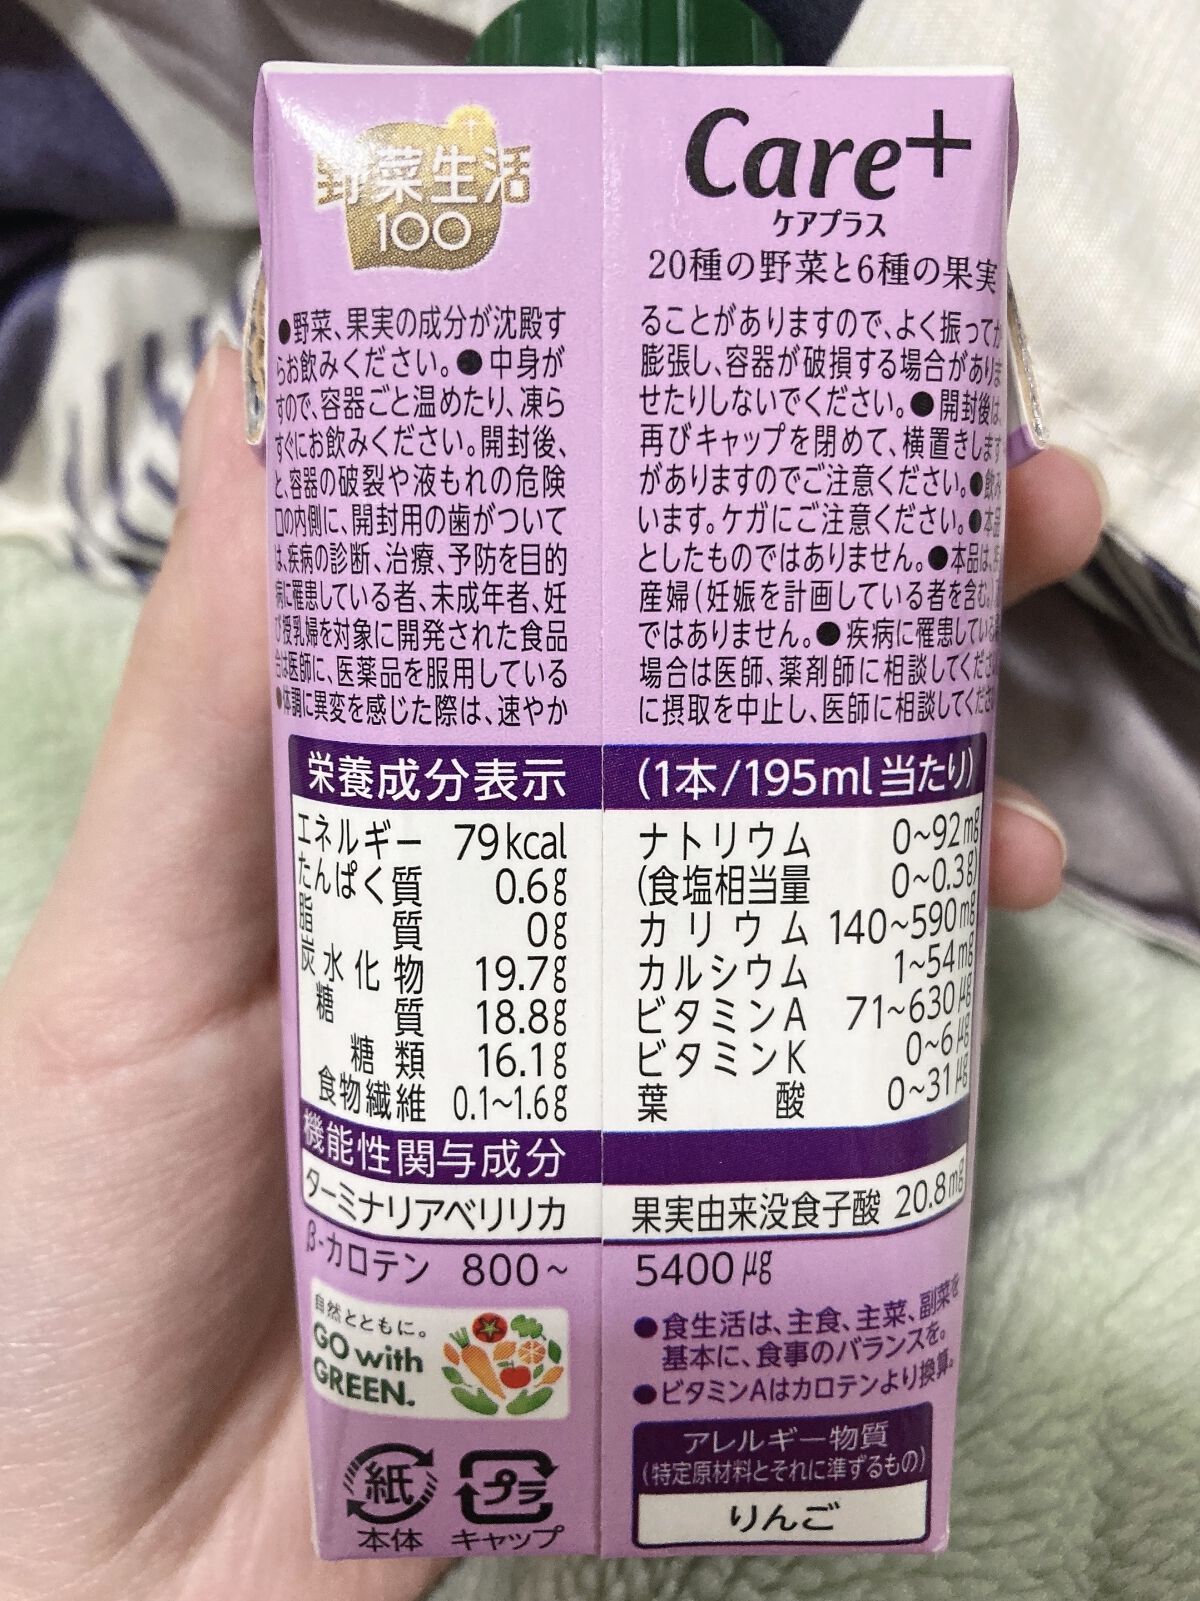 野菜生活
100
Care+
ケアプラス
20種の野菜と6種の果実
●野菜、果実の成分が沈殿することがありますので、よく振ってか
らお飲みください。●中身が膨張し、容器が破損する場合がありま
すので、容器ごと温めたり、凍らせたりしないでください。●開封後は、
すぐにお飲みください。開封後、再びキャップを閉めて、横置きします
と、容器の破裂や液もれの危険がありますのでご注意ください。●飲み
口の内側に、開封用の歯がついています。ケガにご注意ください。●本品
は、疾病の診断、治療、予防を目的としたものではありません。●本品は、疾
病に罹患している者、未成年者、妊産婦(妊娠を計画している者を含む。)
び授乳婦を対象に開発された食品ではありません。●疾病に罹患している
合は医師に、医薬品を服用している場合は医師、薬剤師に相談してください
●体調に異変を感じた際は、速やかに摂取を中止し、医師に相談してください
栄養成分表示 (1本/195ml当たり)
エネルギー 79kcal
たんぱく質 0.6g
脂質 0g
炭水化物 19.7g
糖質 18.8g
糖類 16.1g
食物繊維 0.1~1.6g
ナトリウム 0~92mg
(食塩相当量 0~0.3g)
カリウム 140~590mg
カルシウム 1~54mg
ビタミンA 71~630μg
ビタミンK 0~6μg
葉酸 0~31μg
機能性関与成分
ターミナリアベリリカ果実由来没食子酸 20.8mg
β-カロテン 800~5400μg
自然とともに。
GO with
GREEN.
紙
本体
プラ
キャップ
●食生活は、主食、主菜、副菜を
基本に、食事のバランスを。
●ビタミンAはカロテンより換算。
アレルギー物質
(特定原材料とそれに準ずるもの)
りんご